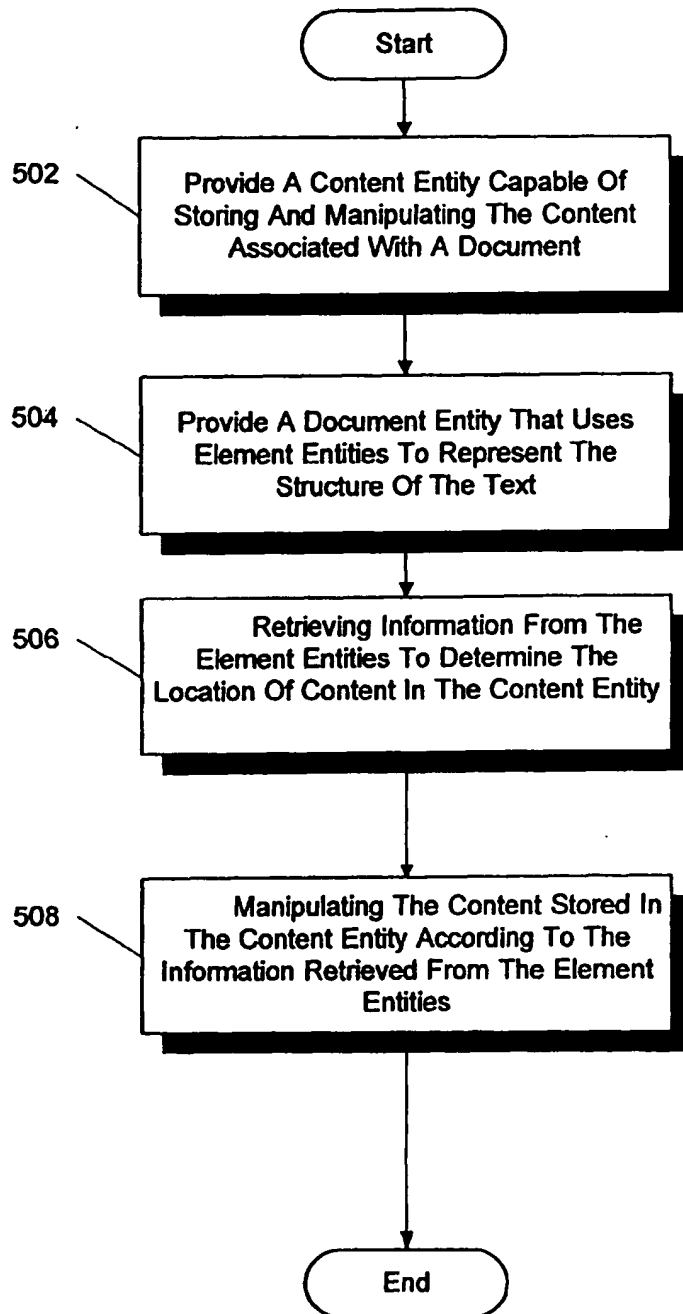 Start
502
Provide A Content Entity Capable Of
Storing And Manipulating The Content
Associated With A Document
504
Provide A Document Entity That Uses
Element Entities To Represent The
Structure Of The Text
506
Retrieving Information From The
Element Entities To Determine The
Location Of Content In The Content Entity
508
Manipulating The Content Stored In
The Content Entity According To The
Information Retrieved From The Element
Entities
End